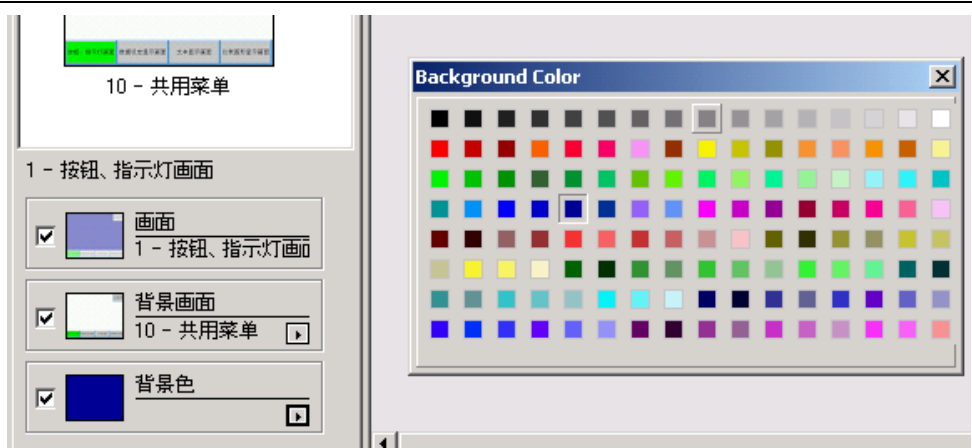 10 - 共用菜单
Background Color
1 - 按钮、指示灯画面
画面
1 - 按钮、指示灯画面
背景画面
10 - 共用菜单
背景色